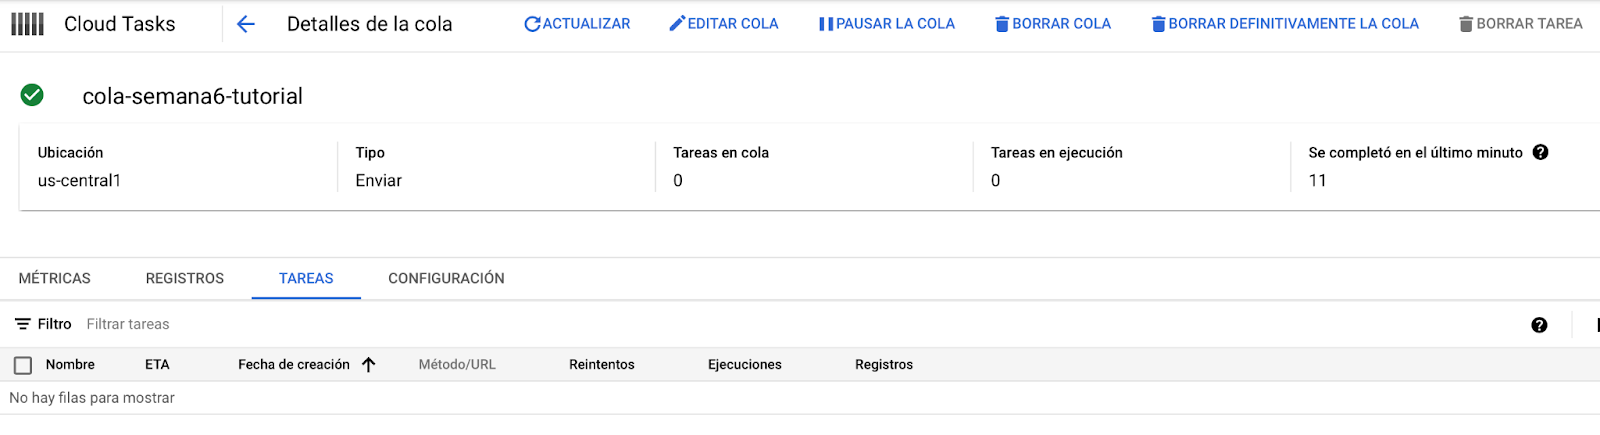 Cloud Tasks Detalles de la cola ACTUALIZAR EDITAR COLA PAUSAR LA COLA BORRAR COLA BORRAR DEFINITIVAMENTE LA COLA BORRAR TAREA
cola-semana6-tutorial
Ubicación Tipo Tareas en cola Tareas en ejecución Se completó en el último minuto
us-central1 Enviar 0 0 11
MÉTRICAS REGISTROS TAREAS CONFIGURACIÓN
Filtro Filtrar tareas
Nombre ETA Fecha de creación Método/URL Reintentos Ejecuciones Registros
No hay filas para mostrar